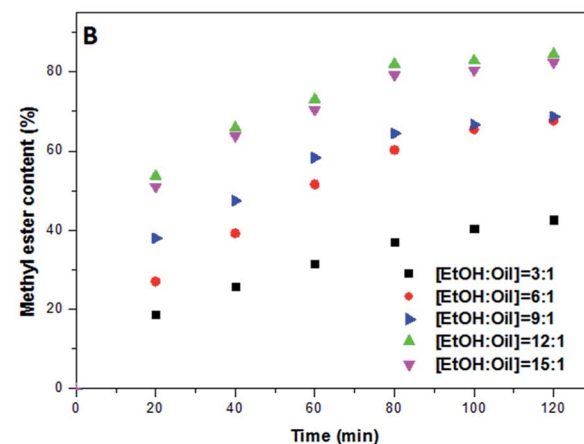 B
Methyl ester content (%)
80
60
40
20
0
[EtOH:Oil]=3:1
[EtOH:Oil]=6:1
[EtOH:Oil]=9:1
[EtOH:Oil]=12:1
[EtOH:Oil]=15:1
0 20 40 60 80 100 120
Time (min)